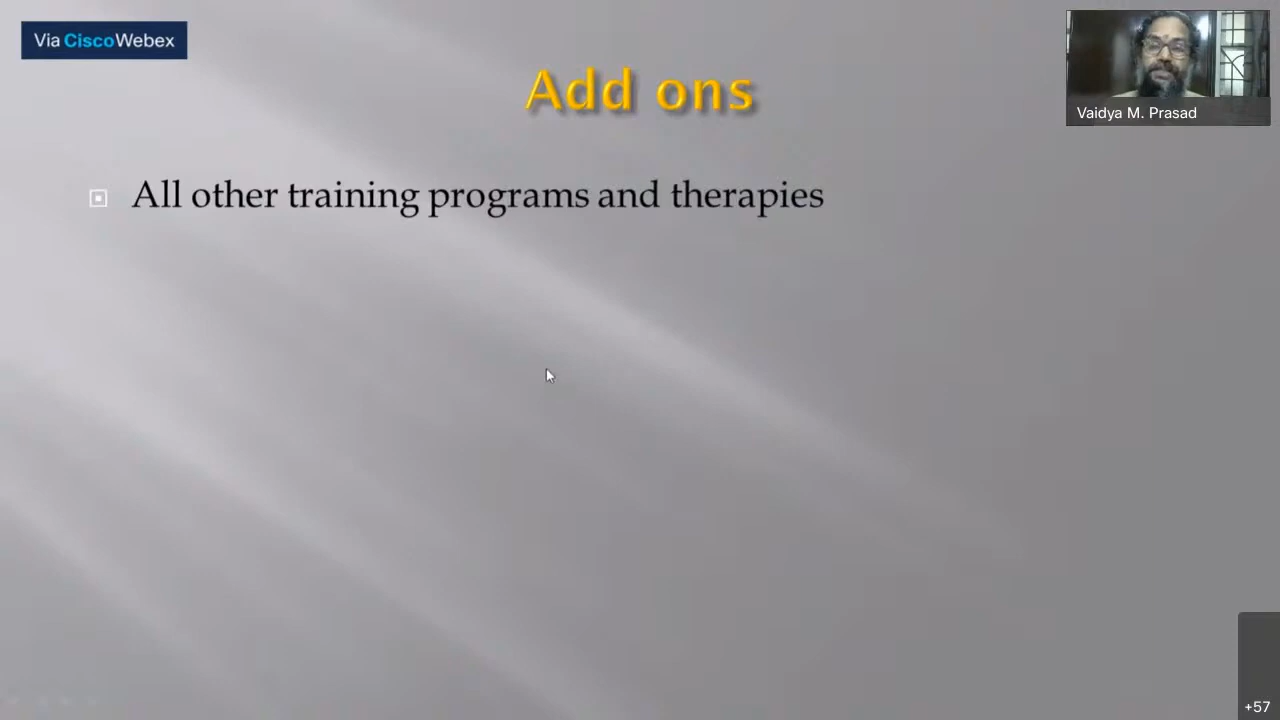 Via CiscoWebex
Add ons
Vaidya M. Prasad
All other training programs and therapies
+57